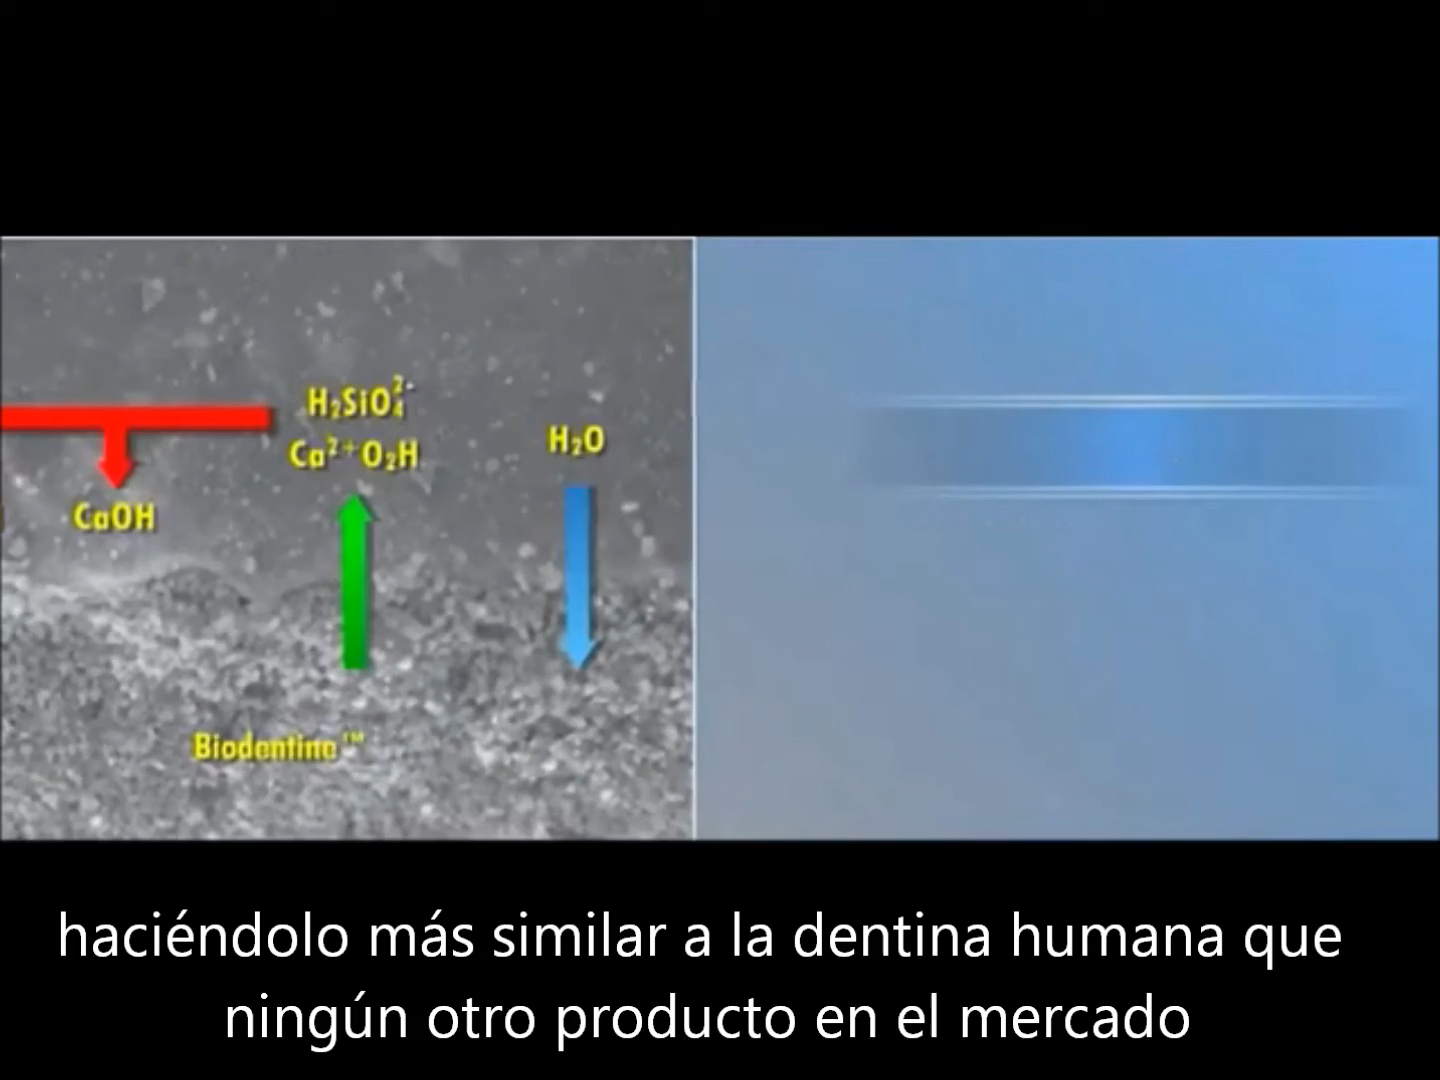 H₂SiO₄²⁻
Ca²⁺O₂H
H₂O
CaOH
Biodentine™
haciéndolo más similar a la dentina humana que
ningún otro producto en el mercado